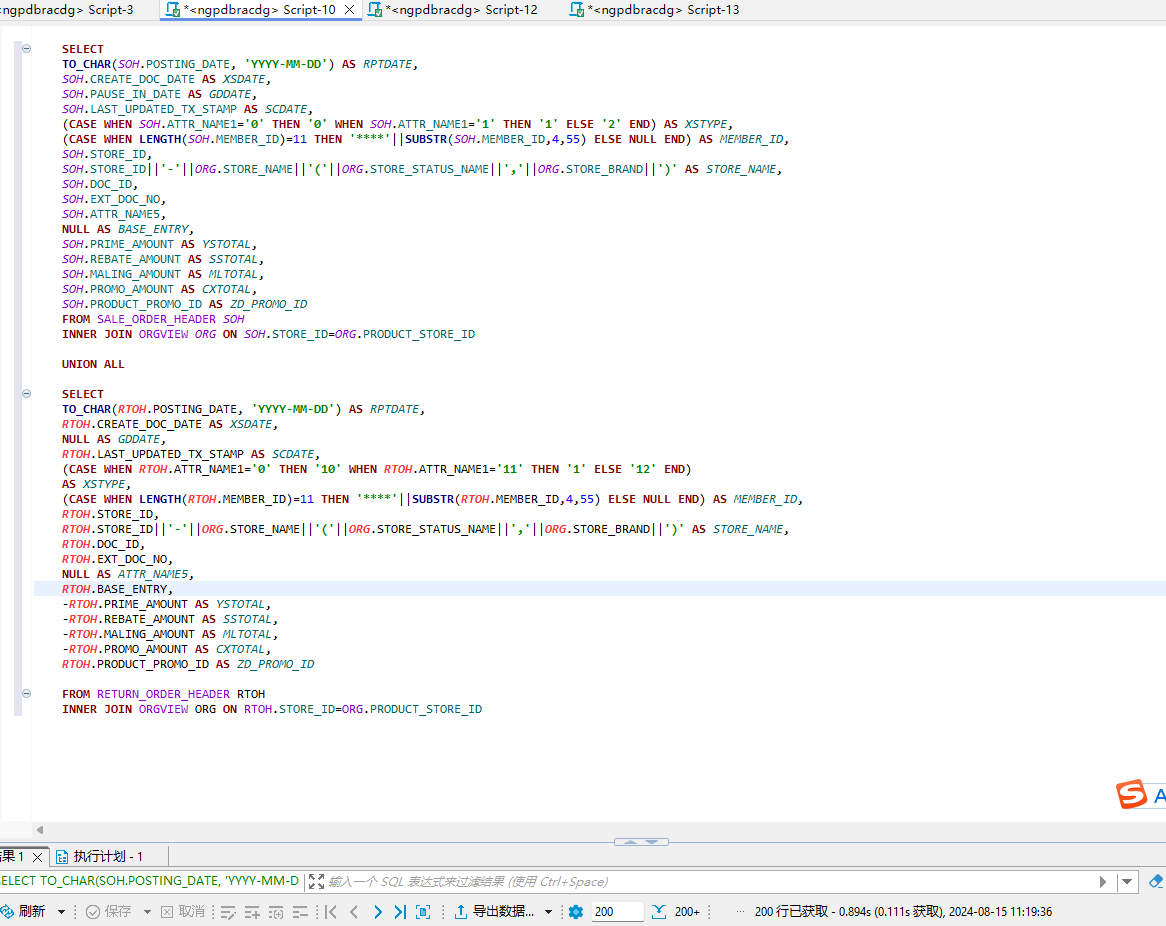 <ngpdbracdg> Script-3
*<ngpdbracdg> Script-10
*<ngpdbracdg> Script-12
*<ngpdbracdg> Script-13
SELECT
TO_CHAR(SOH.POSTING_DATE, 'YYYY-MM-DD') AS RPTDATE,
SOH.CREATE_DOC_DATE AS XSDATE,
SOH.PAUSE_IN_DATE AS GDDATE,
SOH.LAST_UPDATED_TX_STAMP AS SCDATE,
(CASE WHEN SOH.ATTR_NAME1='0' THEN '0' WHEN SOH.ATTR_NAME1='1' THEN '1' ELSE '2' END) AS XSTYPE,
(CASE WHEN LENGTH(SOH.MEMBER_ID)=11 THEN '****'||SUBSTR(SOH.MEMBER_ID,4,55) ELSE NULL END) AS MEMBER_ID,
SOH.STORE_ID,
SOH.STORE_ID||'-'||ORG.STORE_NAME||'('||ORG.STORE_STATUS_NAME||','||ORG.STORE_BRAND||')' AS STORE_NAME,
SOH.DOC_ID,
SOH.EXT_DOC_NO,
SOH.ATTR_NAME5,
NULL AS BASE_ENTRY,
SOH.PRIME_AMOUNT AS YSTOTAL,
SOH.REBATE_AMOUNT AS SSTOTAL,
SOH.MALING_AMOUNT AS MLTOTAL,
SOH.PROMO_AMOUNT AS CXTOTAL,
SOH.PRODUCT_PROMO_ID AS ZD_PROMO_ID
FROM SALE_ORDER_HEADER SOH
INNER JOIN ORGVIEW ORG ON SOH.STORE_ID=ORG.PRODUCT_STORE_ID
UNION ALL
SELECT
TO_CHAR(RTOH.POSTING_DATE, 'YYYY-MM-DD') AS RPTDATE,
RTOH.CREATE_DOC_DATE AS XSDATE,
NULL AS GDDATE,
RTOH.LAST_UPDATED_TX_STAMP AS SCDATE,
(CASE WHEN RTOH.ATTR_NAME1='0' THEN '10' WHEN RTOH.ATTR_NAME1='11' THEN '1' ELSE '12' END)
AS XSTYPE,
(CASE WHEN LENGTH(RTOH.MEMBER_ID)=11 THEN '****'||SUBSTR(RTOH.MEMBER_ID,4,55) ELSE NULL END) AS MEMBER_ID,
RTOH.STORE_ID,
RTOH.STORE_ID||'-'||ORG.STORE_NAME||'('||ORG.STORE_STATUS_NAME||','||ORG.STORE_BRAND||')' AS STORE_NAME,
RTOH.DOC_ID,
RTOH.EXT_DOC_NO,
NULL AS ATTR_NAME5,
RTOH.BASE_ENTRY,
-RTOH.PRIME_AMOUNT AS YSTOTAL,
-RTOH.REBATE_AMOUNT AS SSTOTAL,
-RTOH.MALING_AMOUNT AS MLTOTAL,
-RTOH.PROMO_AMOUNT AS CXTOTAL,
RTOH.PRODUCT_PROMO_ID AS ZD_PROMO_ID
FROM RETURN_ORDER_HEADER RTOH
INNER JOIN ORGVIEW ORG ON RTOH.STORE_ID=ORG.PRODUCT_STORE_ID
S A
果 1
执行计划 - 1
ELECT TO_CHAR(SOH.POSTING_DATE, 'YYYY-MM-D
输入一个 SQL 表达式来过滤结果 (使用 Ctrl+Space)
刷新 保存 取消 导出数据... 200 200+ ... 200 行已获取 - 0.894s (0.111s 获取), 2024-08-15 11:19:36